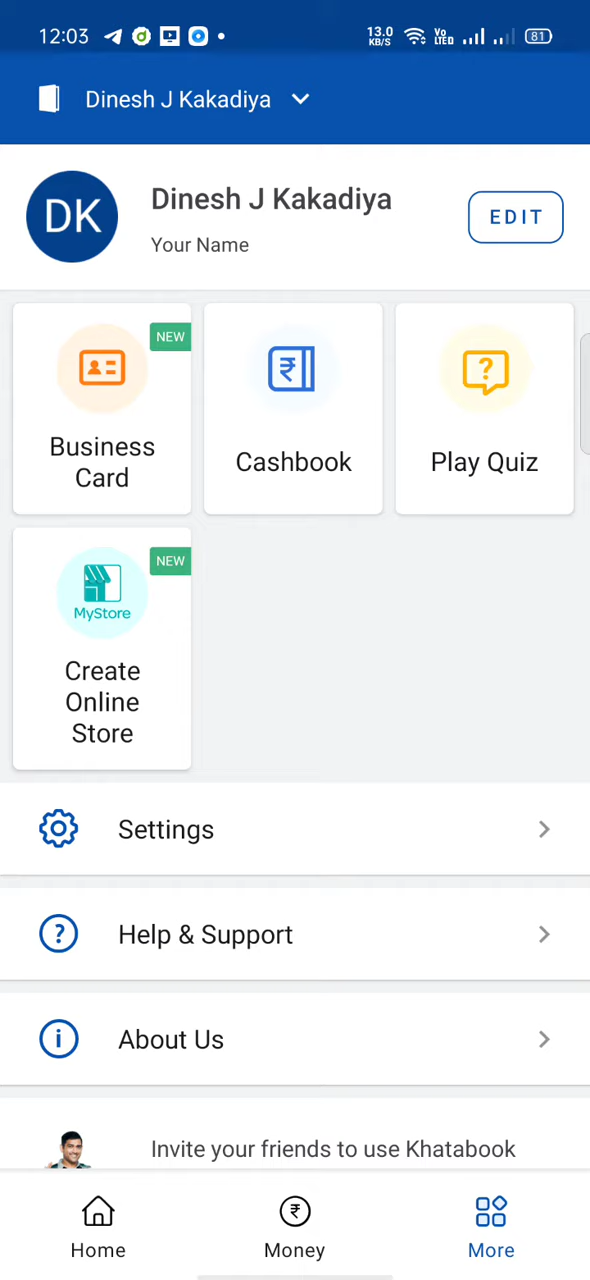 12:03
13.0
KB/S
Vo
LTED
81
Dinesh J Kakadiya
DK
Dinesh J Kakadiya
Your Name
EDIT
NEW
Business
Card
Cashbook
Play Quiz
NEW
MyStore
Create
Online
Store
Settings
Help & Support
About Us
Invite your friends to use Khatabook
Home
Money
More